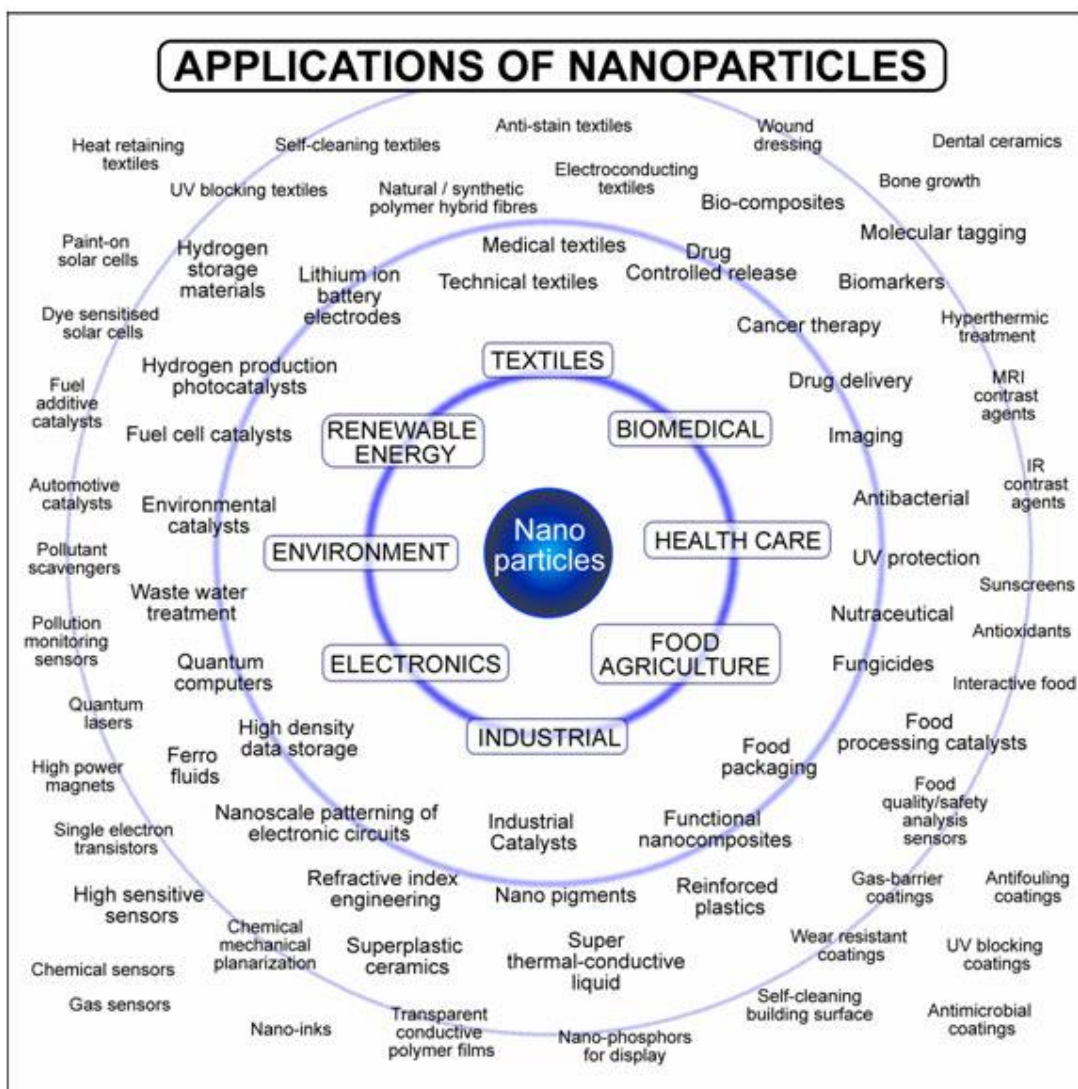 APPLICATIONS OF NANOPARTICLES
Anti-stain textiles
Wound
dressing
Heat retaining
textiles
Self-cleaning textiles
Dental ceramics
Electroconducting
textiles
Bone growth
UV blocking textiles
Natural / synthetic
polymer hybrid fibres
Bio-composites
Molecular tagging
Paint-on
solar cells
Hydrogen
storage
materials
Medical textiles
Drug
Controlled release
Lithium ion
battery
electrodes
Technical textiles
Biomarkers
Dye sensitised
solar cells
Cancer therapy
Hyperthermic
treatment
TEXTILES
Hydrogen production
photocatalysts
Drug delivery
MRI
contrast
agents
Fuel
additive
catalysts
Fuel cell catalysts
RENEWABLE
ENERGY
BIOMEDICAL
Imaging
IR
contrast
agents
Automotive
catalysts
Environmental
catalysts
Antibacterial
Nano
particles
Pollutant
scavengers
ENVIRONMENT
HEALTH CARE
UV protection
Sunscreens
Waste water
treatment
Nutraceutical
Pollution
monitoring
sensors
Antioxidants
Quantum
computers
ELECTRONICS
FOOD
AGRICULTURE
Fungicides
Interactive food
Quantum
lasers
High density
data storage
INDUSTRIAL
Food
processing catalysts
Ferro
fluids
Food
packaging
High power
magnets
Food
quality/safety
analysis
sensors
Nanoscale patterning of
electronic circuits
Industrial
Catalysts
Functional
nanocomposites
Single electron
transistors
High sensitive
sensors
Refractive index
engineering
Nano pigments
Reinforced
plastics
Gas-barrier
coatings
Antifouling
coatings
Chemical
mechanical
planarization
Superplastic
ceramics
Super
thermal-conductive
liquid
Wear resistant
coatings
UV blocking
coatings
Chemical sensors
Gas sensors
Self-cleaning
building surface
Antimicrobial
coatings
Nano-inks
Transparent
conductive
polymer films
Nano-phosphors
for display